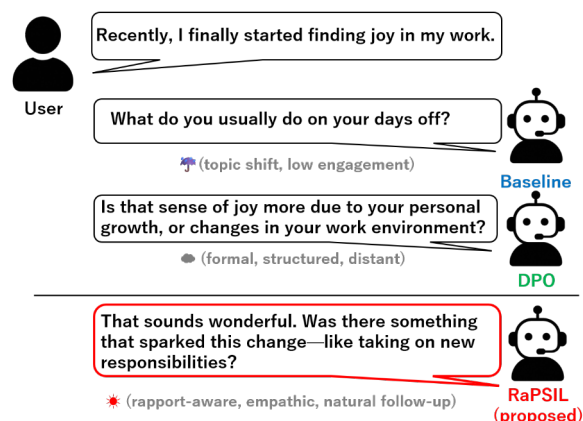 Recently, I finally started finding joy in my work.
User
What do you usually do on your days off?
(topic shift, low engagement)
Baseline
Is that sense of joy more due to your personal
growth, or changes in your work environment?
(formal, structured, distant)
DPO
That sounds wonderful. Was there something
that sparked this change—like taking on new
responsibilities?
(rapport-aware, empathic, natural follow-up)
RaPSIL
(proposed)